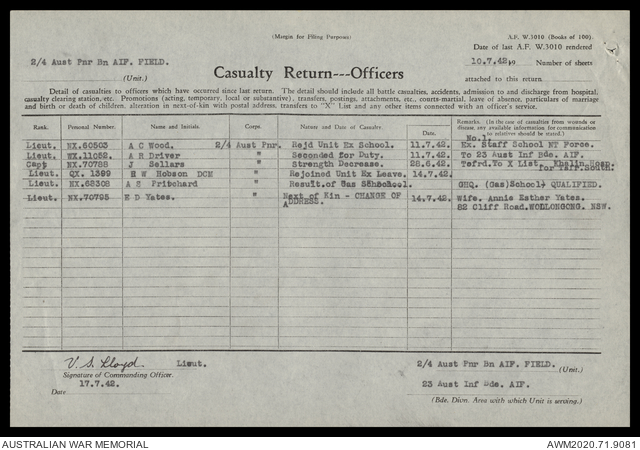 (Margin for Filing Purposes)
A.F. W.3010 (Books of 100).
Date of last A.F. W.3010 rendered
2/4 Aust Pnr Bn AIF. FIELD.
10.7.42. Number of sheets
(Unit.)
Casualty Return---Officers
attached to this return.
Detail of casualties to officers which have occurred since last return. The detail should include all battle casualties, accidents, admission to and discharge from hospital,
casualty clearing station, etc. Promotions (acting, temporary, local or substantive), transfers, postings, attachments, etc., courts-martial, leave of absence, particulars of marriage
and birth or death of children, alteration in next-of-kin with postal address, transfers to "X" List and any other items connected with an officer's service.
Rank. Personal Number. Name and Initials. Corps. Nature and Date of Casualty. Date. Remarks. (In the case of casualties from wounds or disease any available information for communication to relatives should be stated.)
No.1.
Lieut. NX.60503 A C Wood. 2/4 Aust Pnr. Rejd Unit Ex School. 11.7.42. Ex. Staff School NT Force.
Lieut. WX.11052. A R Driver " Seconded for Duty. 11.7.42. To 23 Aust Inf Bde. AIF.
Capt NX.70788 J Sellars " Strength Decrease. 28.6.42. Tsfrd.To X List.
for
Lieut. QX. 1399 R W Hobson DCM " Rejoined Unit Ex Leave. 14.7.42.
Lieut. NX.68308 A S Pritchard " Result.of Gas School. GHQ. (Gas)School) QUALIFIED.
Lieut. NX.70795 E D Yates. " Next of Kin - CHANGE OF ADDRESS. 14.7.42. Wife. Annie Esther Yates.
82 Cliff Road.WOOLONGONG. NSW.
V. S. Lloyd. Lieut.
2/4 Aust Pnr Bn AIF. FIELD.
(Unit.)
Signature of Commanding Officer.
17.7.42.
23 Aust Inf Bde. AIF.
Date
(Bde. Divn. Area with which Unit is serving.)
AUSTRALIAN WAR MEMORIAL
AWM2020.71.9081